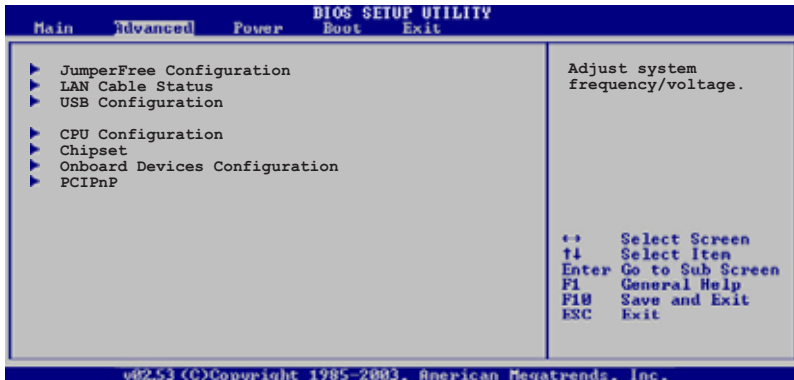 BIOS SETUP UTILITY
Main Advanced Power Boot Exit
JumperFree Configuration
LAN Cable Status
USB Configuration
CPU Configuration
Chipset
Onboard Devices Configuration
PCIPnP
Adjust system
frequency/voltage.
↔ Select Screen
↑↓ Select Item
Enter Go to Sub Screen
F1 General Help
F10 Save and Exit
ESC Exit
v02.53 (C)Copyright 1985-2003, American Megatrends, Inc.